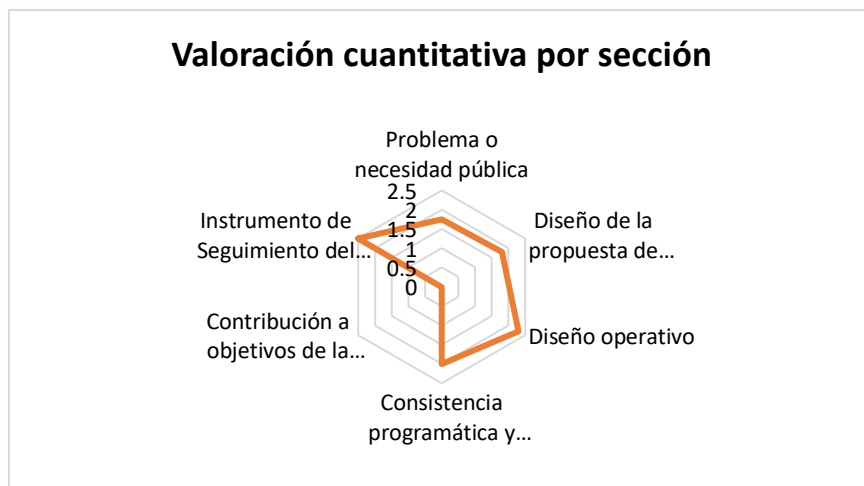 Valoración cuantitativa por sección
Problema o
necesidad pública
2.5
2
1.5
1
0.5
0
Diseño de la
propuesta de...
Diseño operativo
Consistencia
programática y...
Contribución a
objetivos de la...
Instrumento de
Seguimiento del...